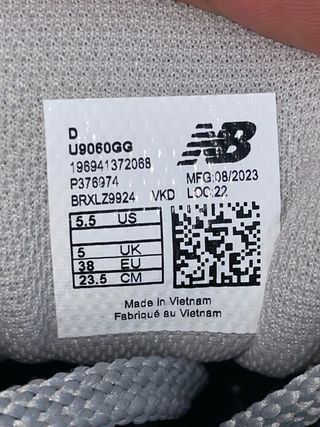 D
U9060GG
196941372068
P376974
BRXLZ9924 VKD
NB
MFG:08/2023
LOC:22
5.5 US
5 UK
38 EU
23.5 CM
Made in Vietnam
Fabriqué au Vietnam